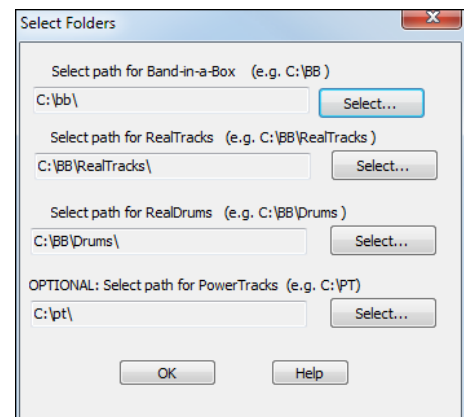 Select Folders
Select path for Band-in-a-Box (e.g. C:\BB )
C:\bb\
Select...
Select path for RealTracks (e.g. C:\BB\RealTracks )
C:\BB\RealTracks\
Select...
Select path for RealDrums (e.g. C:\BB\Drums )
C:\BB\Drums\
Select...
OPTIONAL: Select path for PowerTracks (e.g. C:\PT)
C:\pt\
Select...
OK
Help